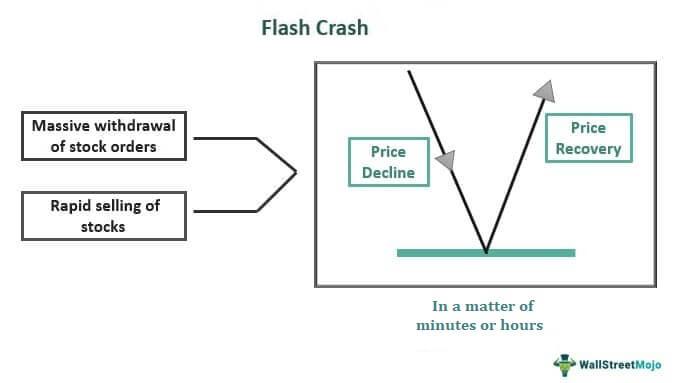 Flash Crash
Massive withdrawal
of stock orders
Rapid selling of
stocks
Price
Decline
Price
Recovery
In a matter of
minutes or hours
WallStreetMojo